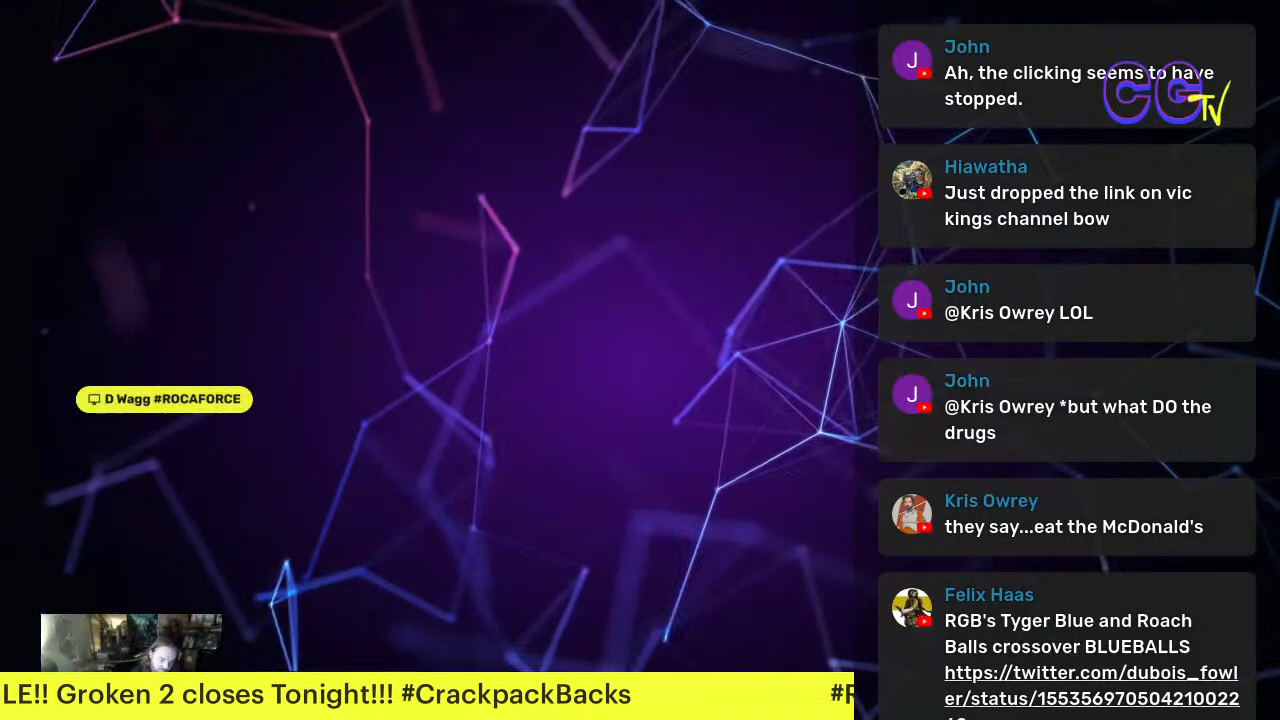 John
Ah, the clicking seems to have
stopped.
CG TV
Hiawatha
Just dropped the link on vic
kings channel bow
John
@Kris Owrey LOL
John
@Kris Owrey *but what DO the
drugs
Kris Owrey
they say...eat the McDonald's
Felix Haas
RGB's Tyger Blue and Roach
Balls crossover BLUEBALLS
https://twitter.com/dubois_fowl
er/status/155356970504210022
J
J
J
D Wagg #ROCAFORCE
LE!! Groken 2 closes Tonight!!! #CrackpackBacks